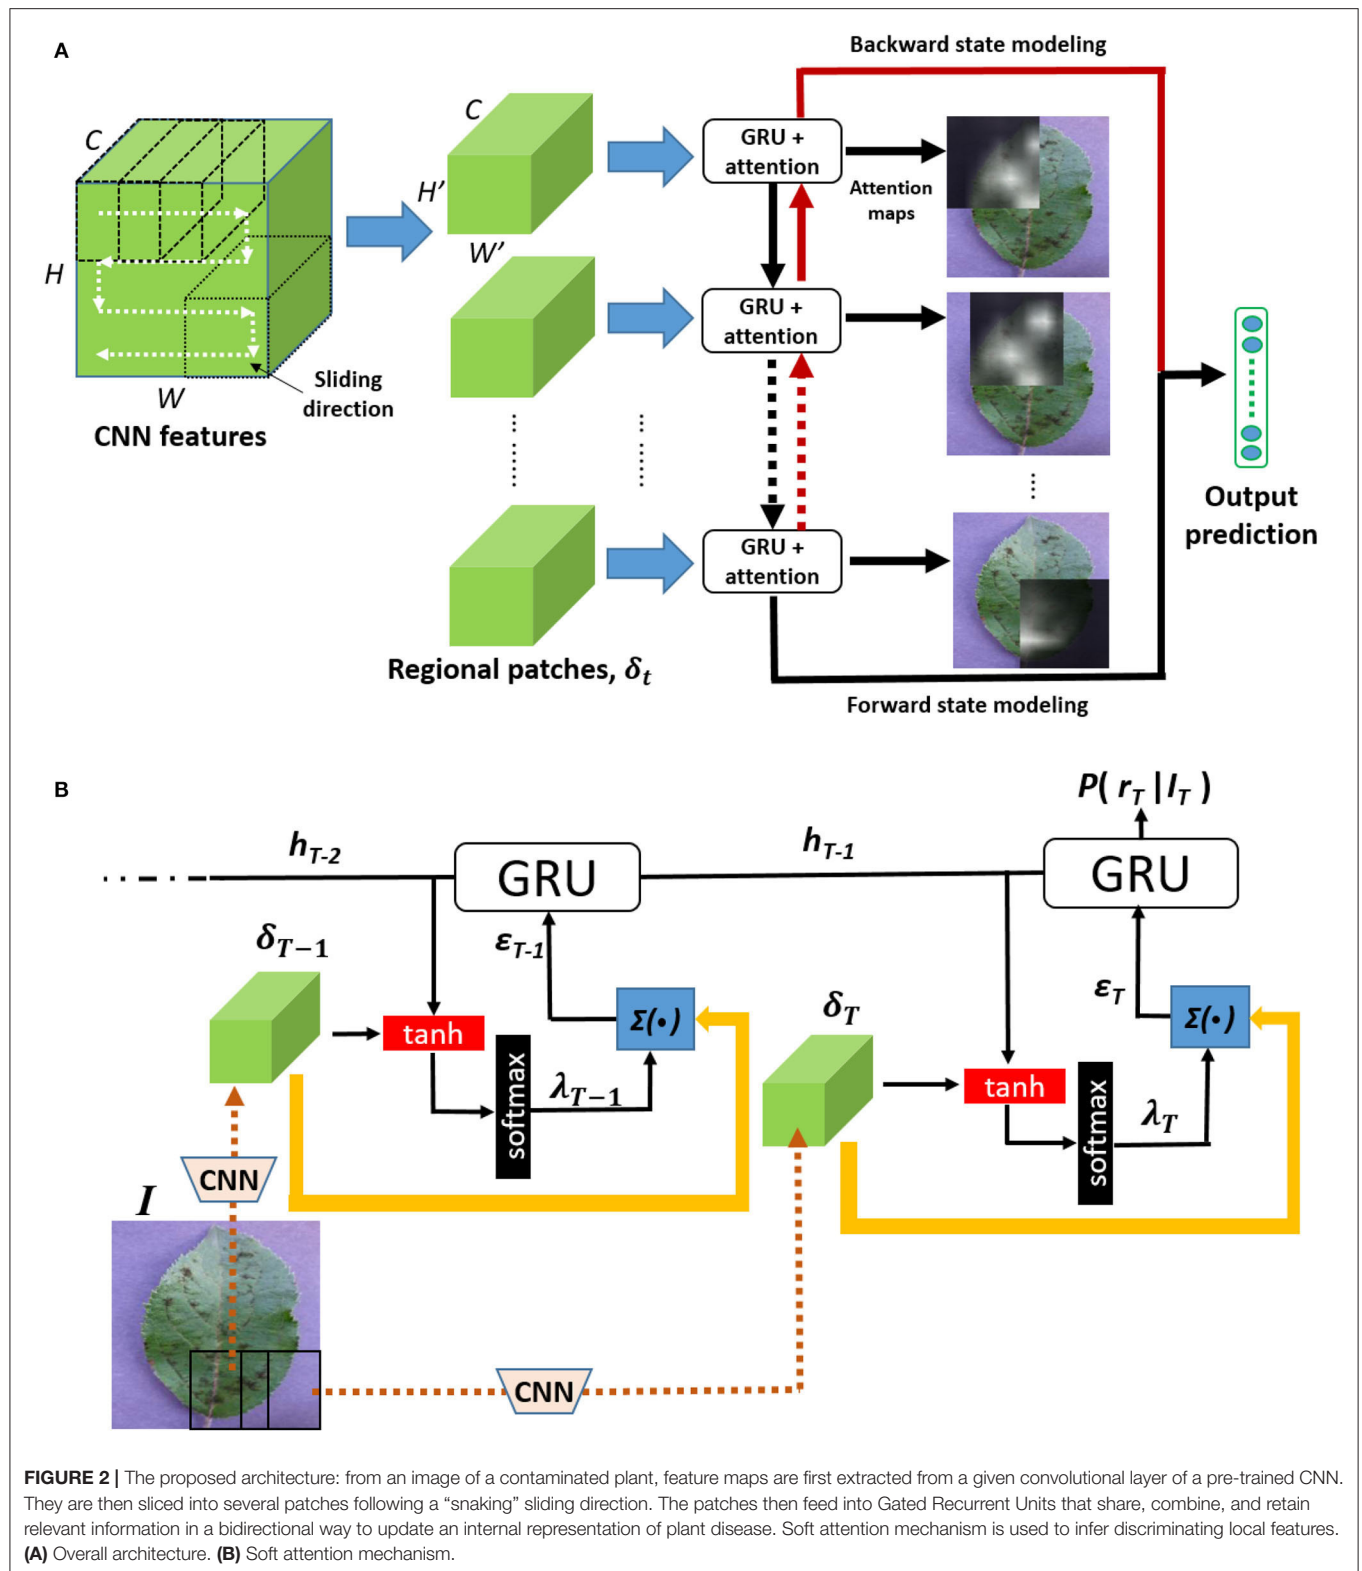 A
Backward state modeling
C
C
GRU +
attention
Attention
maps
H'
W'
H
GRU +
attention
Sliding
direction
W
CNN features
GRU +
attention
Output
prediction
Regional patches, δt
Forward state modeling
B
P( rT | IT )
hT-2
hT-1
GRU
GRU
δT−1
εT-1
δT
εT
tanh
Σ(•)
Σ(•)
softmax
λT−1
tanh
softmax
λT
CNN
I
CNN
FIGURE 2 | The proposed architecture: from an image of a contaminated plant, feature maps are first extracted from a given convolutional layer of a pre-trained CNN.
They are then sliced into several patches following a “snaking” sliding direction. The patches then feed into Gated Recurrent Units that share, combine, and retain
relevant information in a bidirectional way to update an internal representation of plant disease. Soft attention mechanism is used to infer discriminating local features.
(A) Overall architecture. (B) Soft attention mechanism.